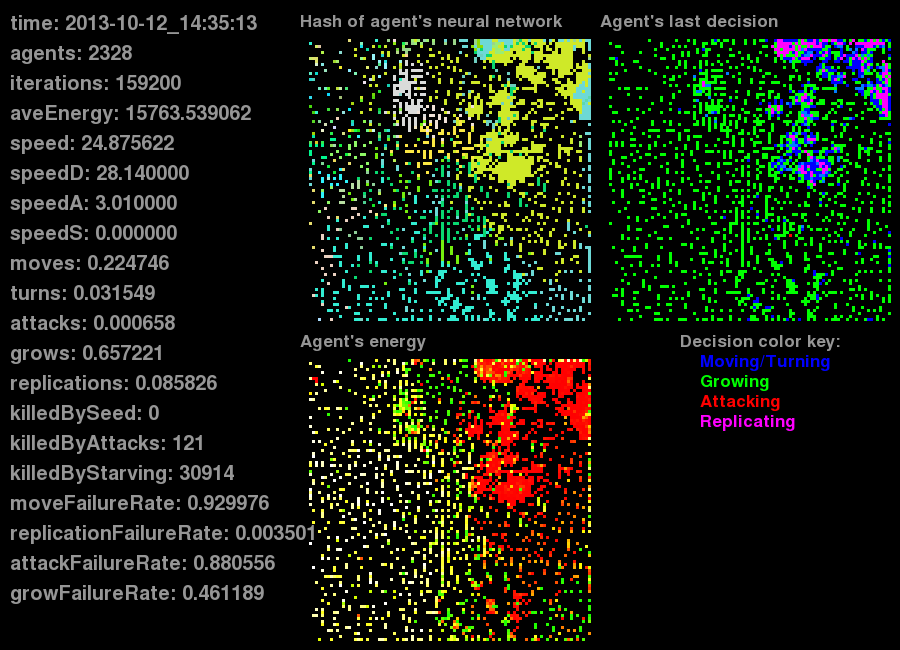 time: 2013-10-12_14:35:13
agents: 2328
iterations: 159200
aveEnergy: 15763.539062
speed: 24.875622
speedD: 28.140000
speedA: 3.010000
speedS: 0.000000
moves: 0.224746
turns: 0.031549
attacks: 0.000658
grows: 0.657221
replications: 0.085826
killedBySeed: 0
killedByAttacks: 121
killedByStarving: 30914
moveFailureRate: 0.929976
replicationFailureRate: 0.003501
attackFailureRate: 0.880556
growFailureRate: 0.461189
Hash of agent's neural network
Agent's last decision
Agent's energy
Decision color key:
Moving/Turning
Growing
Attacking
Replicating